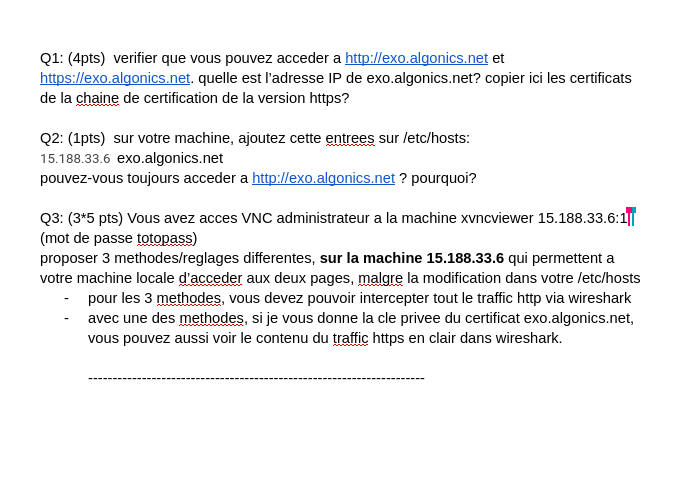 Q1: (4pts)  verifier que vous pouvez acceder a http://exo.algonics.net et
https://exo.algonics.net. quelle est l'adresse IP de exo.algonics.net? copier ici les certificats
de la chaine de certification de la version https?
Q2: (1pts)  sur votre machine, ajoutez cette entrees sur /etc/hosts:
15.188.33.6  exo.algonics.net
pouvez-vous toujours acceder a http://exo.algonics.net ? pourquoi?
Q3: (3*5 pts) Vous avez acces VNC administrateur a la machine xvncviewer 15.188.33.6:1
(mot de passe totopass)
proposer 3 methodes/reglages differentes, sur la machine 15.188.33.6 qui permettent a
votre machine locale d'acceder aux deux pages, malgre la modification dans votre /etc/hosts
- pour les 3 methodes, vous devez pouvoir intercepter tout le traffic http via wireshark
- avec une des methodes, si je vous donne la cle privee du certificat exo.algonics.net,
vous pouvez aussi voir le contenu du traffic https en clair dans wireshark.
----------------------------------------------------------------------